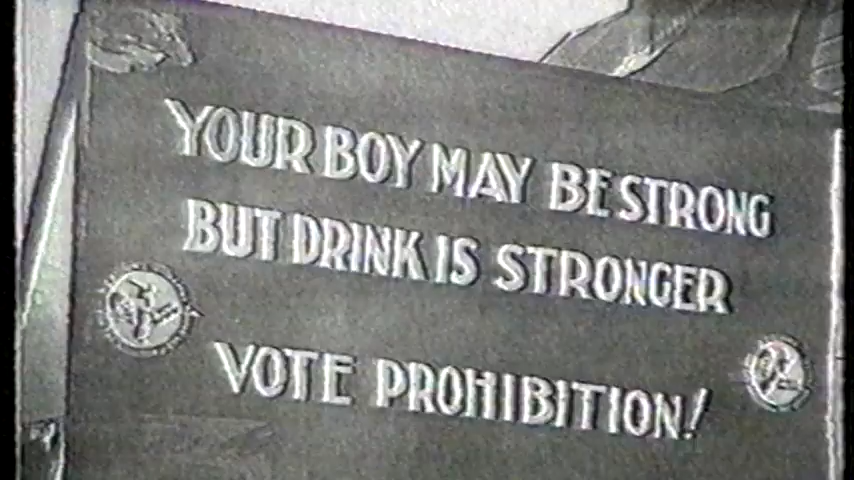 YOUR BOY MAY BE STRONG
BUT DRINK IS STRONGER
VOTE PROHIBITION!